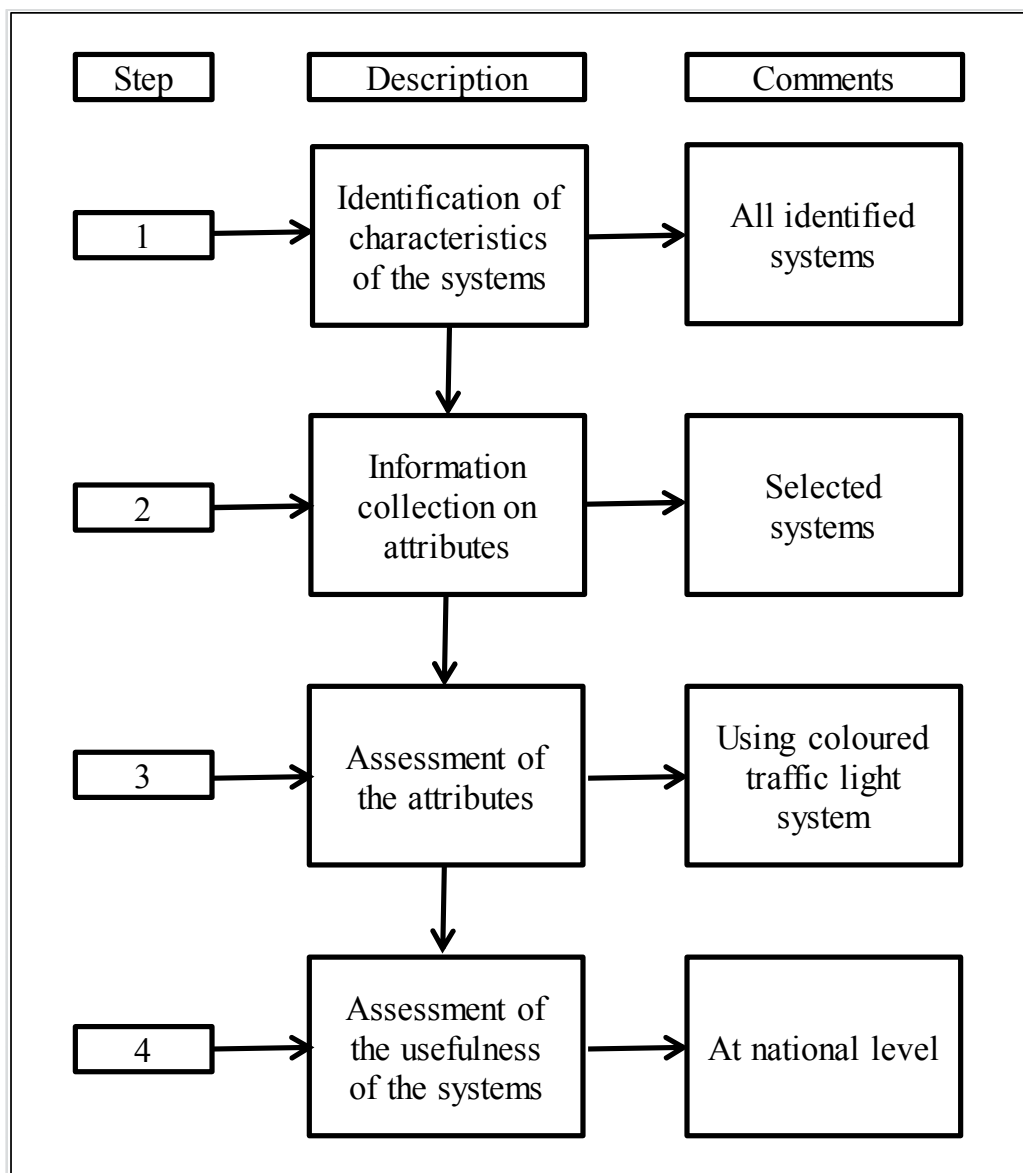 Step
Description
Comments
1
Identification of
characteristics
of the systems
All identified
systems
2
Information
collection on
attributes
Selected
systems
3
Assessment of
the attributes
Using coloured
traffic light
system
4
Assessment of
the usefulness
of the systems
At national level